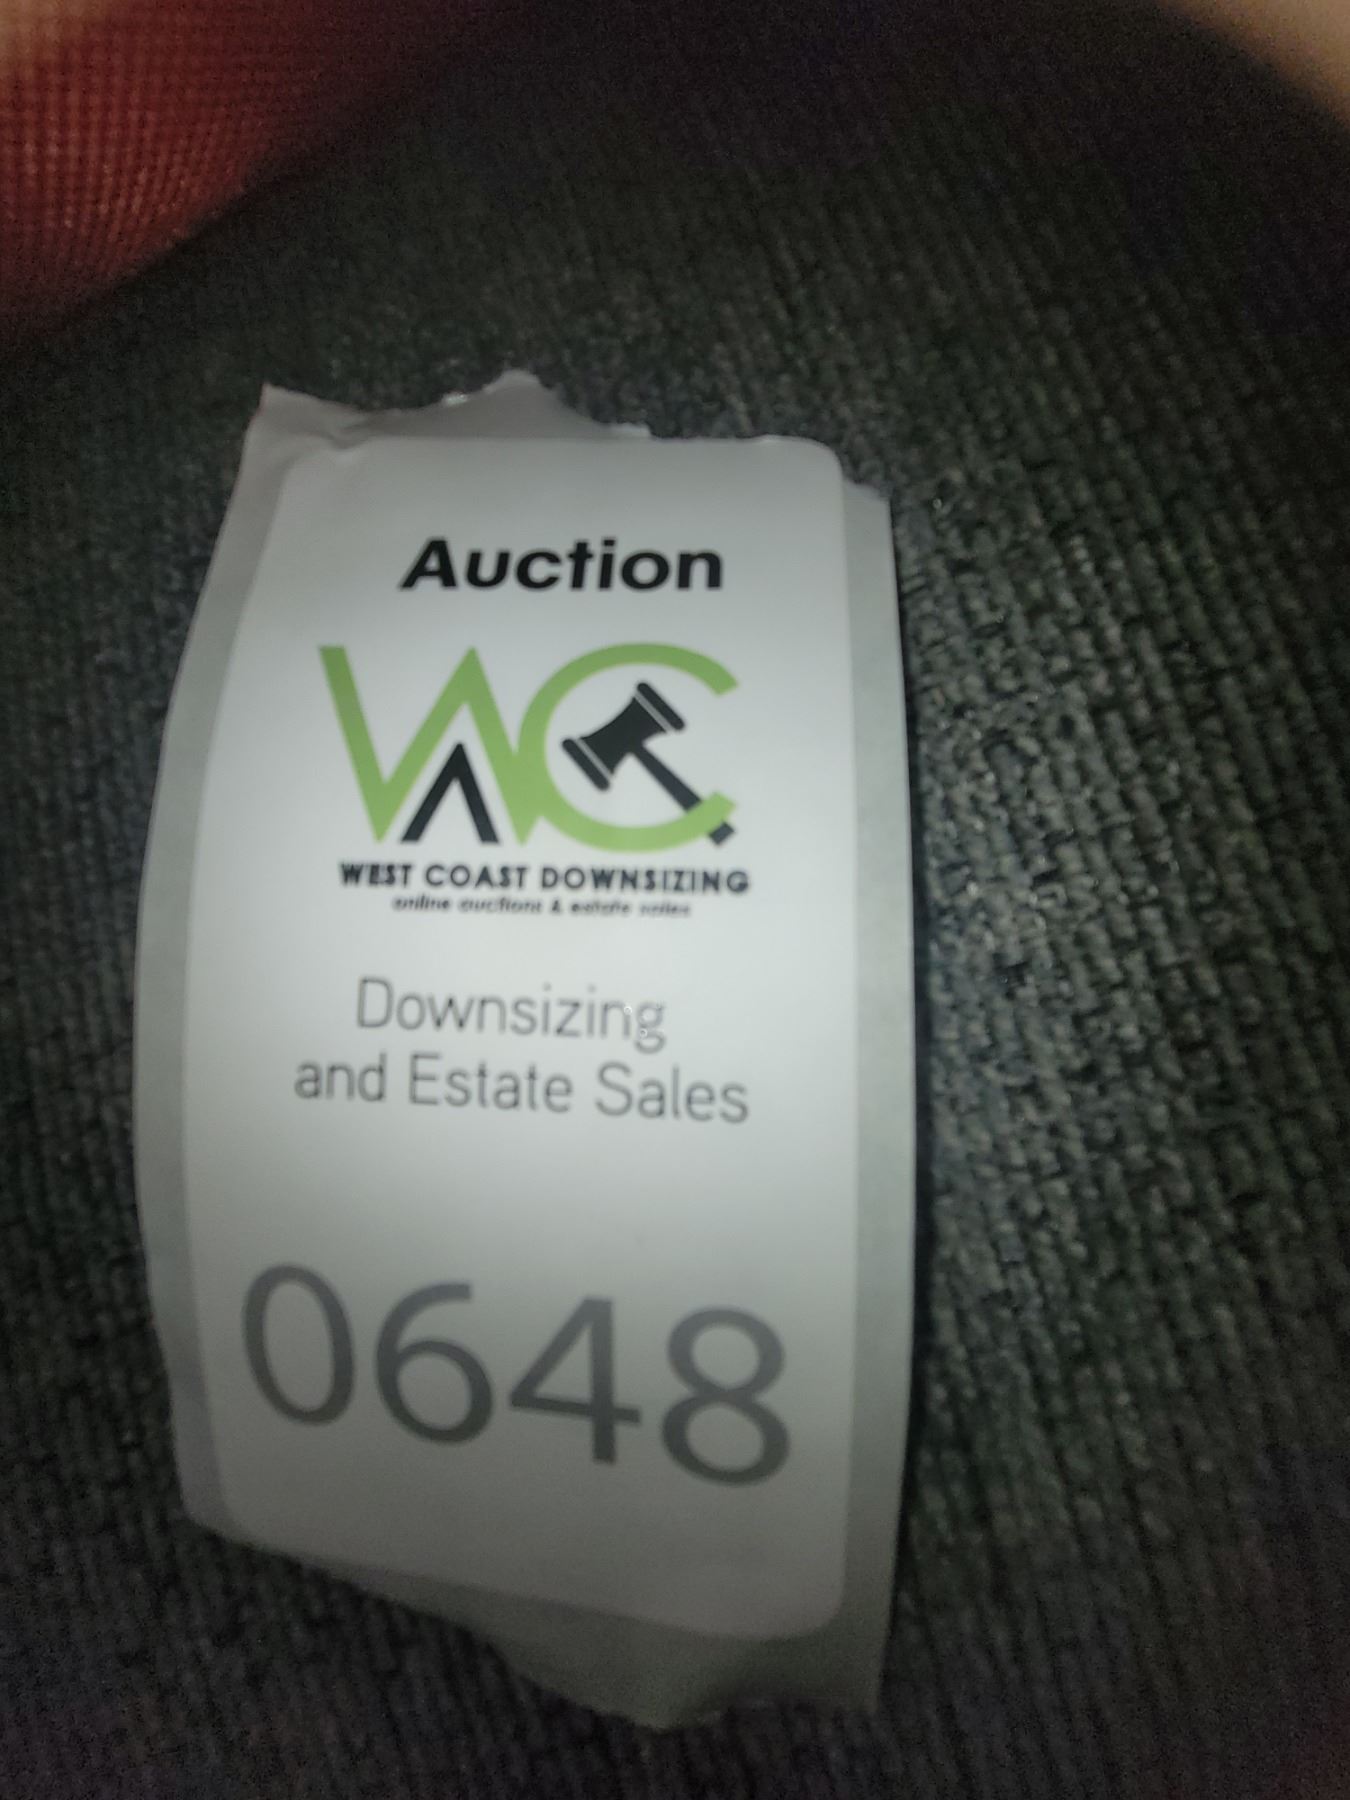 Auction
WC
WEST COAST DOWNSIZING
online auctions & estate sales
Downsizing
and Estate Sales
0648